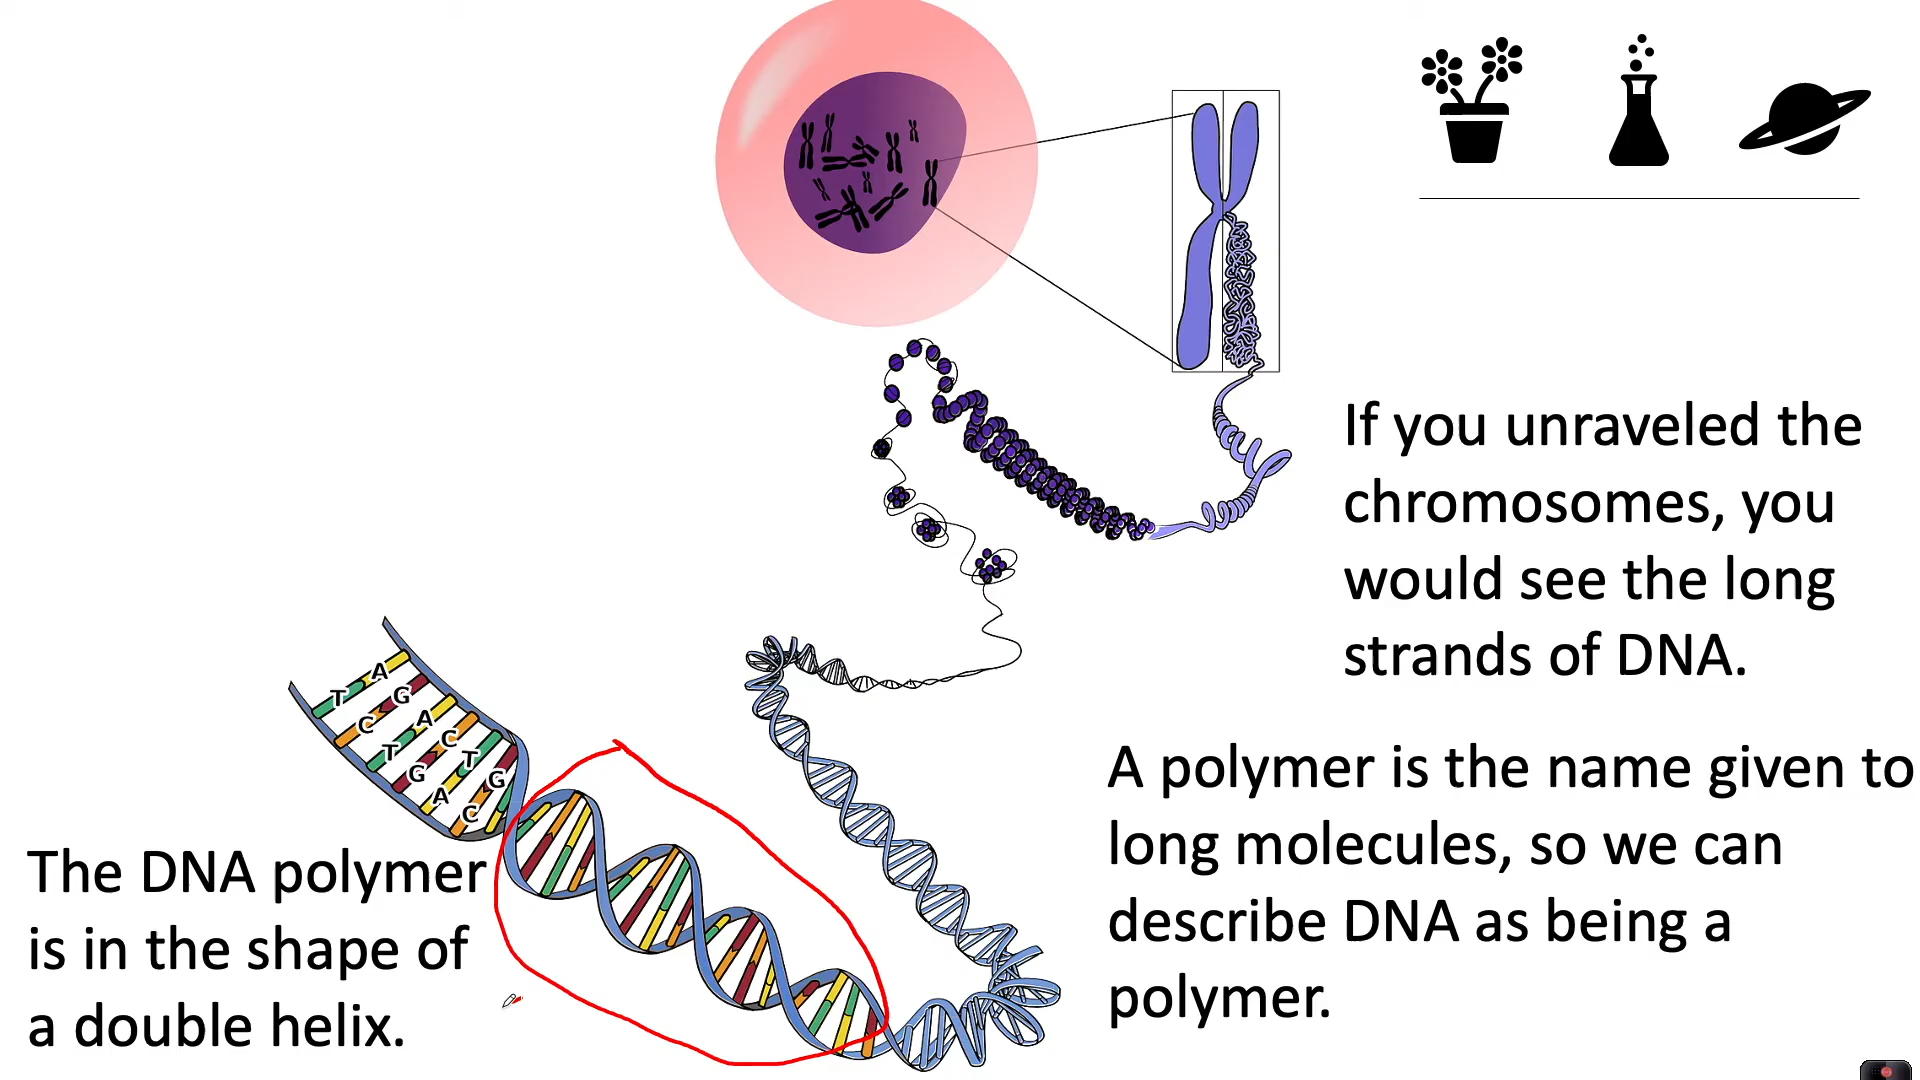 If you unraveled the
chromosomes, you
would see the long
strands of DNA.
A polymer is the name given to
long molecules, so we can
describe DNA as being a
polymer.
The DNA polymer
is in the shape of
a double helix.
T A
C G
T A
G C
A T
C G